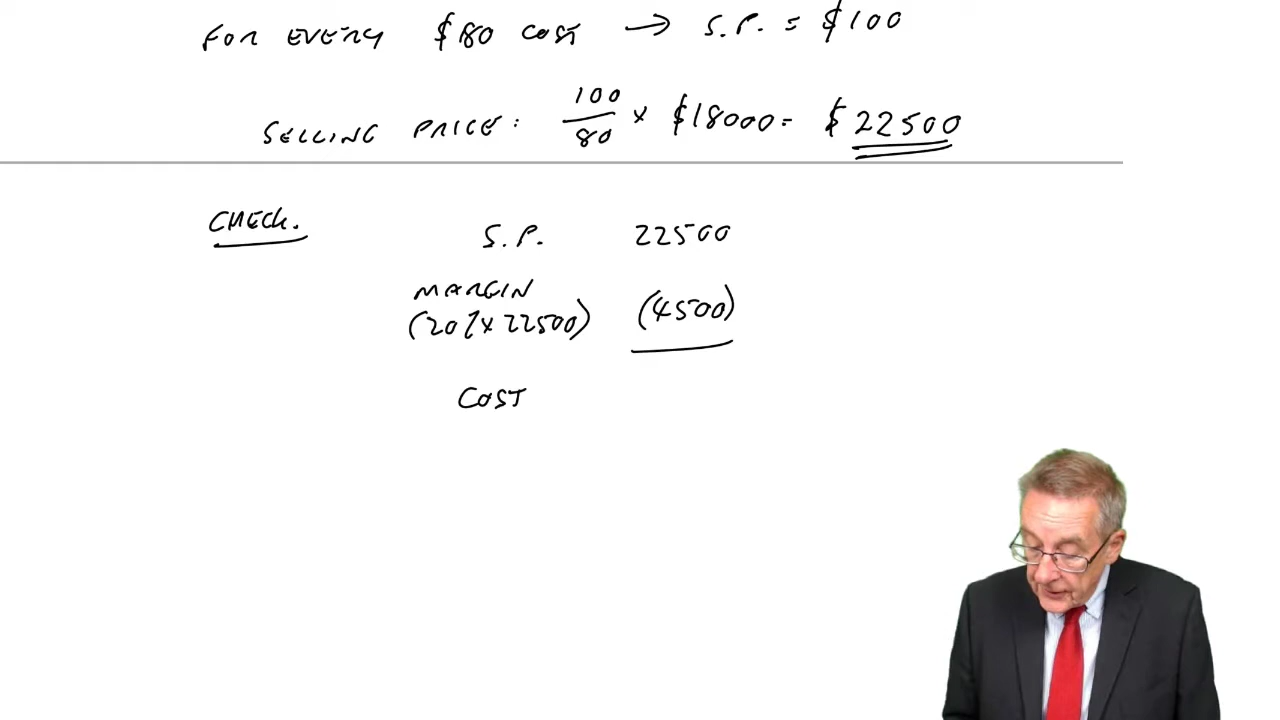 FOR EVERY $80 COST → S.P. = $100
SELLING PRICE: 100/80 × $18000 = $22500
CHECK.
S.P. 22500
MARGIN
(20% × 22500) (4500)
COST